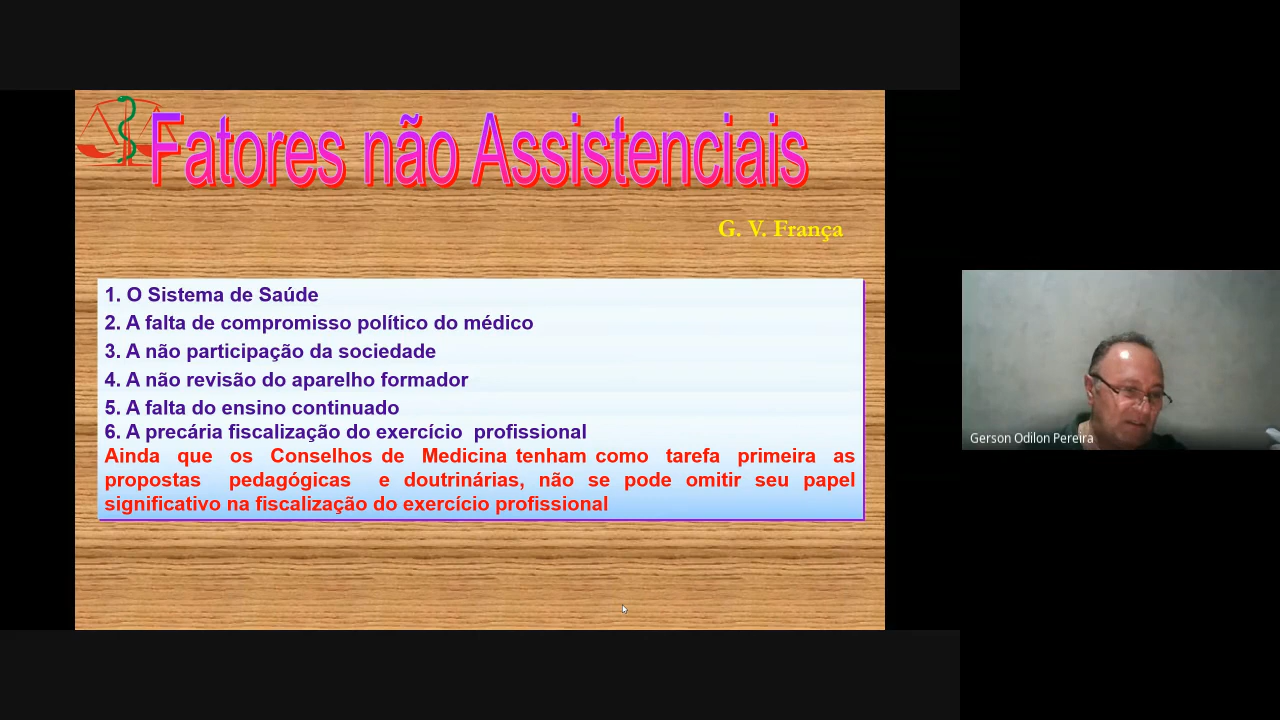 Fatores não Assistenciais
G. V. França
1. O Sistema de Saúde
2. A falta de compromisso político do médico
3. A não participação da sociedade
4. A não revisão do aparelho formador
5. A falta do ensino continuado
6. A precária fiscalização do exercício profissional
Ainda que os Conselhos de Medicina tenham como tarefa primeira as
propostas pedagógicas e doutrinárias, não se pode omitir seu papel
significativo na fiscalização do exercício profissional
Gerson Odilon Pereira